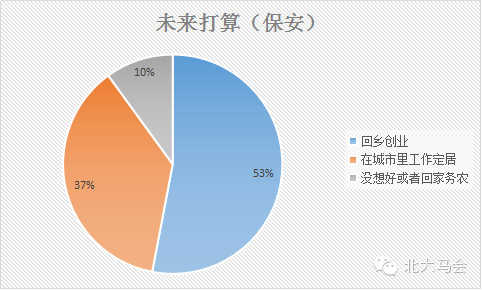 未来打算（保安）
10%
53%
37%
回乡创业
在城市里工作定居
没想好或者回家务农
北大马会